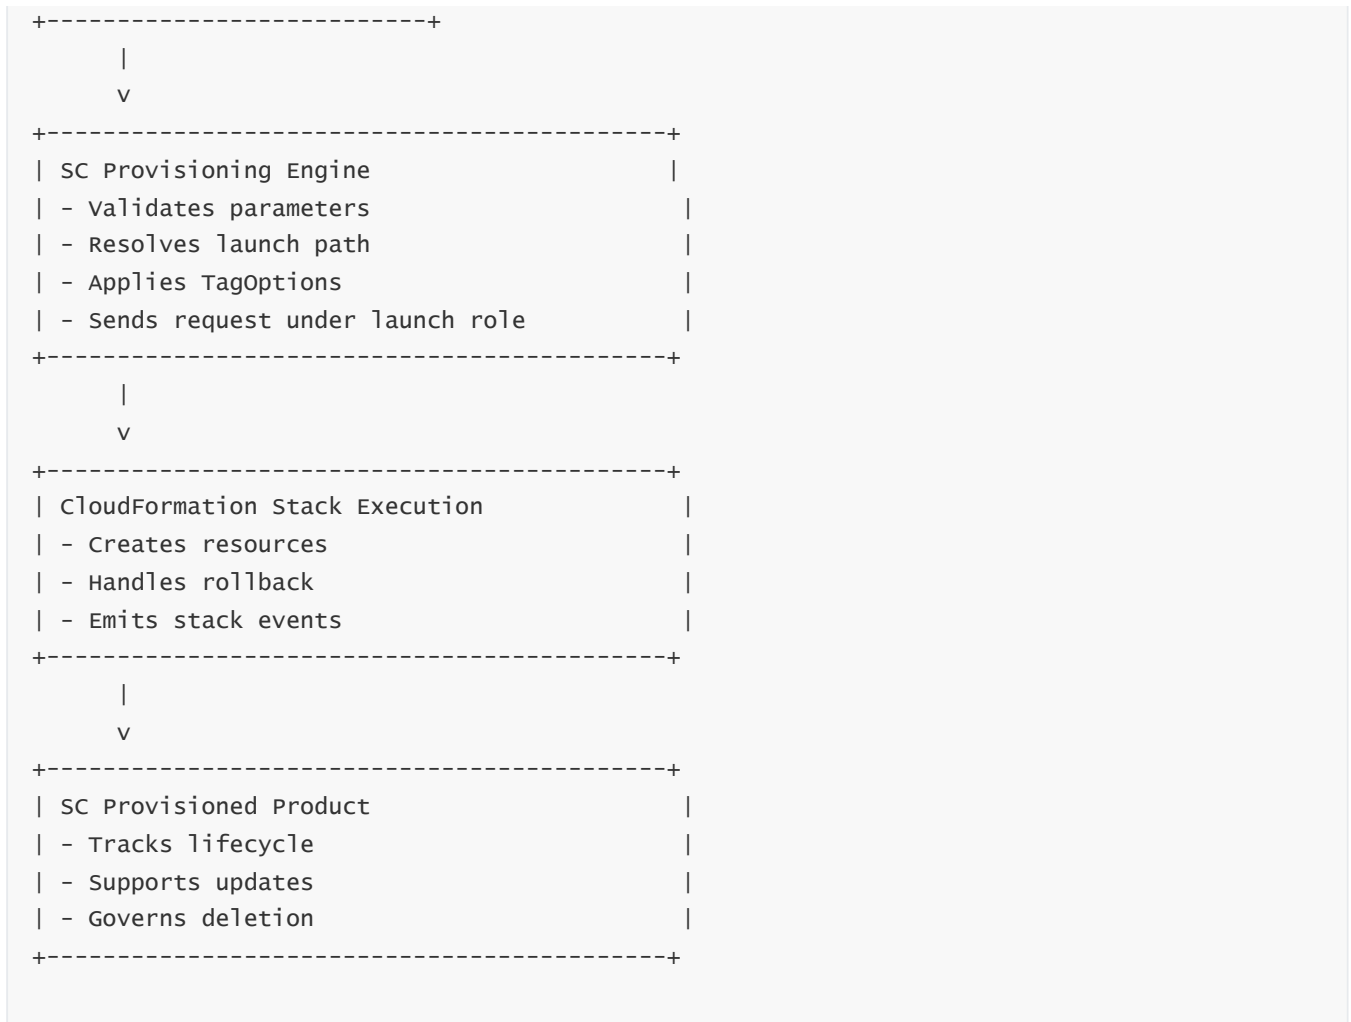 +---------------------------+
      |
      v
+--------------------------------------------+
| SC Provisioning Engine                     |
| - Validates parameters                      |
| - Resolves launch path                      |
| - Applies TagOptions                        |
| - Sends request under launch role           |
+--------------------------------------------+
      |
      v
+--------------------------------------------+
| CloudFormation Stack Execution              |
| - Creates resources                         |
| - Handles rollback                          |
| - Emits stack events                        |
+--------------------------------------------+
      |
      v
+--------------------------------------------+
| SC Provisioned Product                      |
| - Tracks lifecycle                          |
| - Supports updates                          |
| - Governs deletion                          |
+--------------------------------------------+